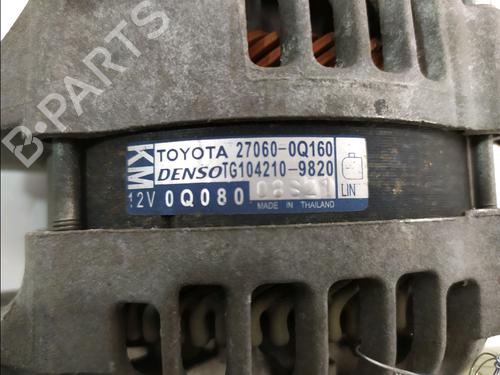 B-PARTS
KM
TOYOTA 27060-0Q160
DENSO TG104210-9820
12V 0Q080
MADE IN THAILAND
LIN